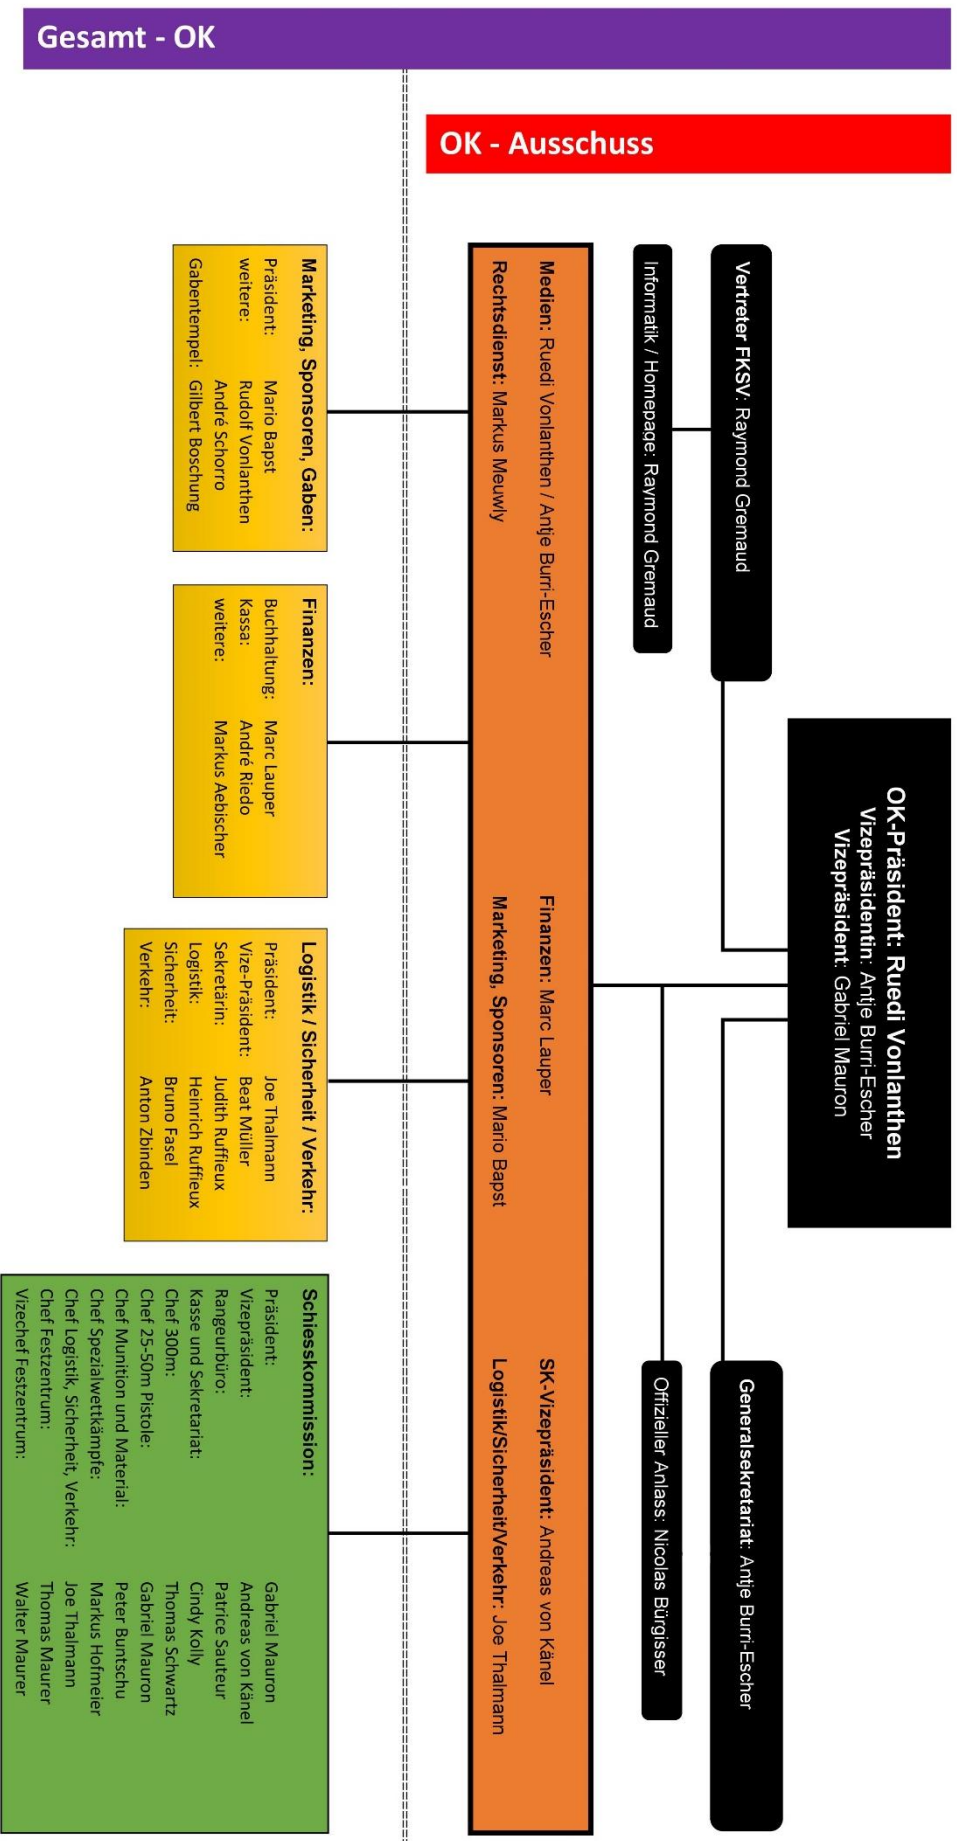 Gesamt - OK
OK - Ausschuss
OK-Präsident: Ruedi Vonlanthen
Vizepräsidentin: Antje Burri-Escher
Vizepräsident: Gabriel Mauron
Vertreter FKSV: Raymond Gremaud
Informatik / Homepage: Raymond Gremaud
Generalsekretariat: Antje Burri-Escher
Offizieller Anlass: Nicolas Bürgisser
Medien: Ruedi Vonlanthen / Antje Burri-Escher
Rechtsdienst: Markus Meuwly
Finanzen: Marc Lauper
Marketing, Sponsoren: Mario Bapst
SK-Vizepräsident: Andreas von Känel
Logistik/Sicherheit/Verkehr: Joe Thalmann
Marketing, Sponsoren, Gaben:
Präsident: Mario Bapst
weitere: Rudolf Vonlanthen
André Schorro
Gabentempel: Gilbert Boschung
Finanzen:
Buchhaltung: Marc Lauper
Kassa: André Riedo
weitere: Markus Aebischer
Logistik / Sicherheit / Verkehr:
Präsident: Joe Thalmann
Vize-Präsident: Beat Müller
Sekretärin: Judith Ruffieux
Logistik: Heinrich Ruffieux
Sicherheit: Bruno Fasel
Verkehr: Anton Zbinden
Schiesskommission:
Präsident: Gabriel Mauron
Vizepräsident: Andreas von Känel
Rangeurbüro: Patrice Sauteur
Kasse und Sekretariat: Cindy Kolly
Chef 300m: Thomas Schwartz
Chef 25-50m Pistole: Gabriel Mauron
Chef Munition und Material: Peter Buntschu
Chef Spezialwettkämpfe: Markus Hofmeier
Chef Logistik, Sicherheit, Verkehr: Joe Thalmann
Chef Festzentrum: Thomas Maurer
Vizechef Festzentrum: Walter Maurer